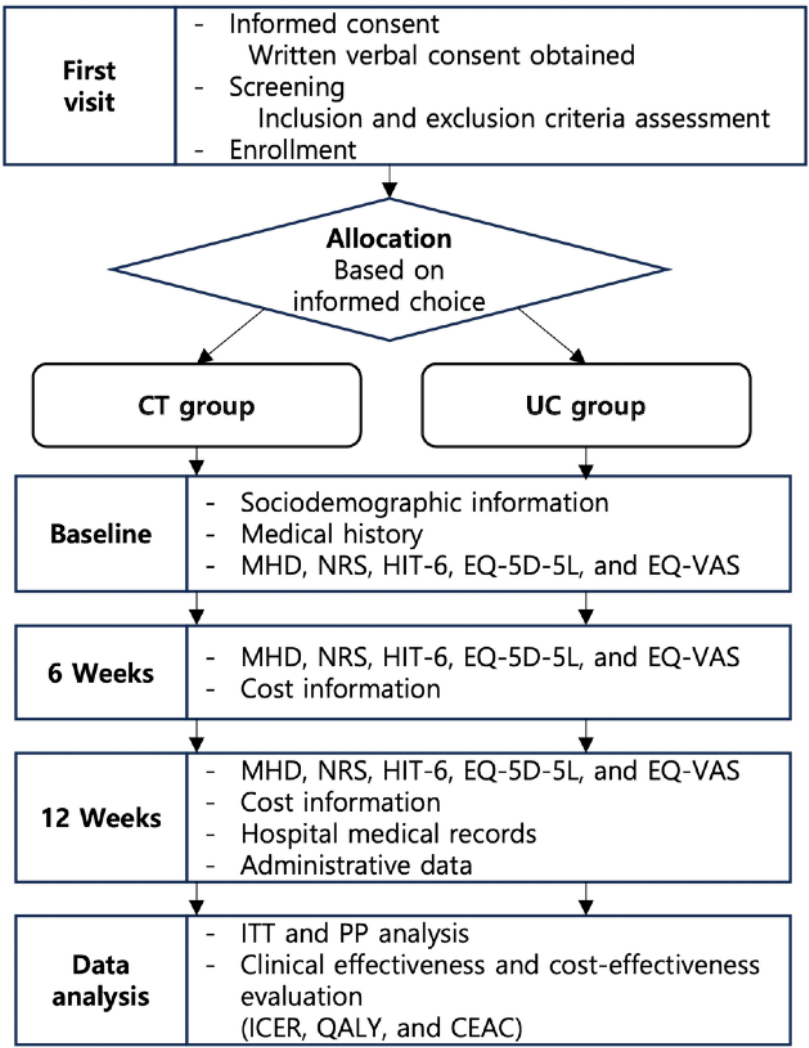 First
visit
- Informed consent
Written verbal consent obtained
- Screening
Inclusion and exclusion criteria assessment
- Enrollment
Allocation
Based on
informed choice
CT group
UC group
Baseline
- Sociodemographic information
- Medical history
- MHD, NRS, HIT-6, EQ-5D-5L, and EQ-VAS
6 Weeks
- MHD, NRS, HIT-6, EQ-5D-5L, and EQ-VAS
- Cost information
12 Weeks
- MHD, NRS, HIT-6, EQ-5D-5L, and EQ-VAS
- Cost information
- Hospital medical records
- Administrative data
Data
analysis
- ITT and PP analysis
- Clinical effectiveness and cost-effectiveness
evaluation
(ICER, QALY, and CEAC)